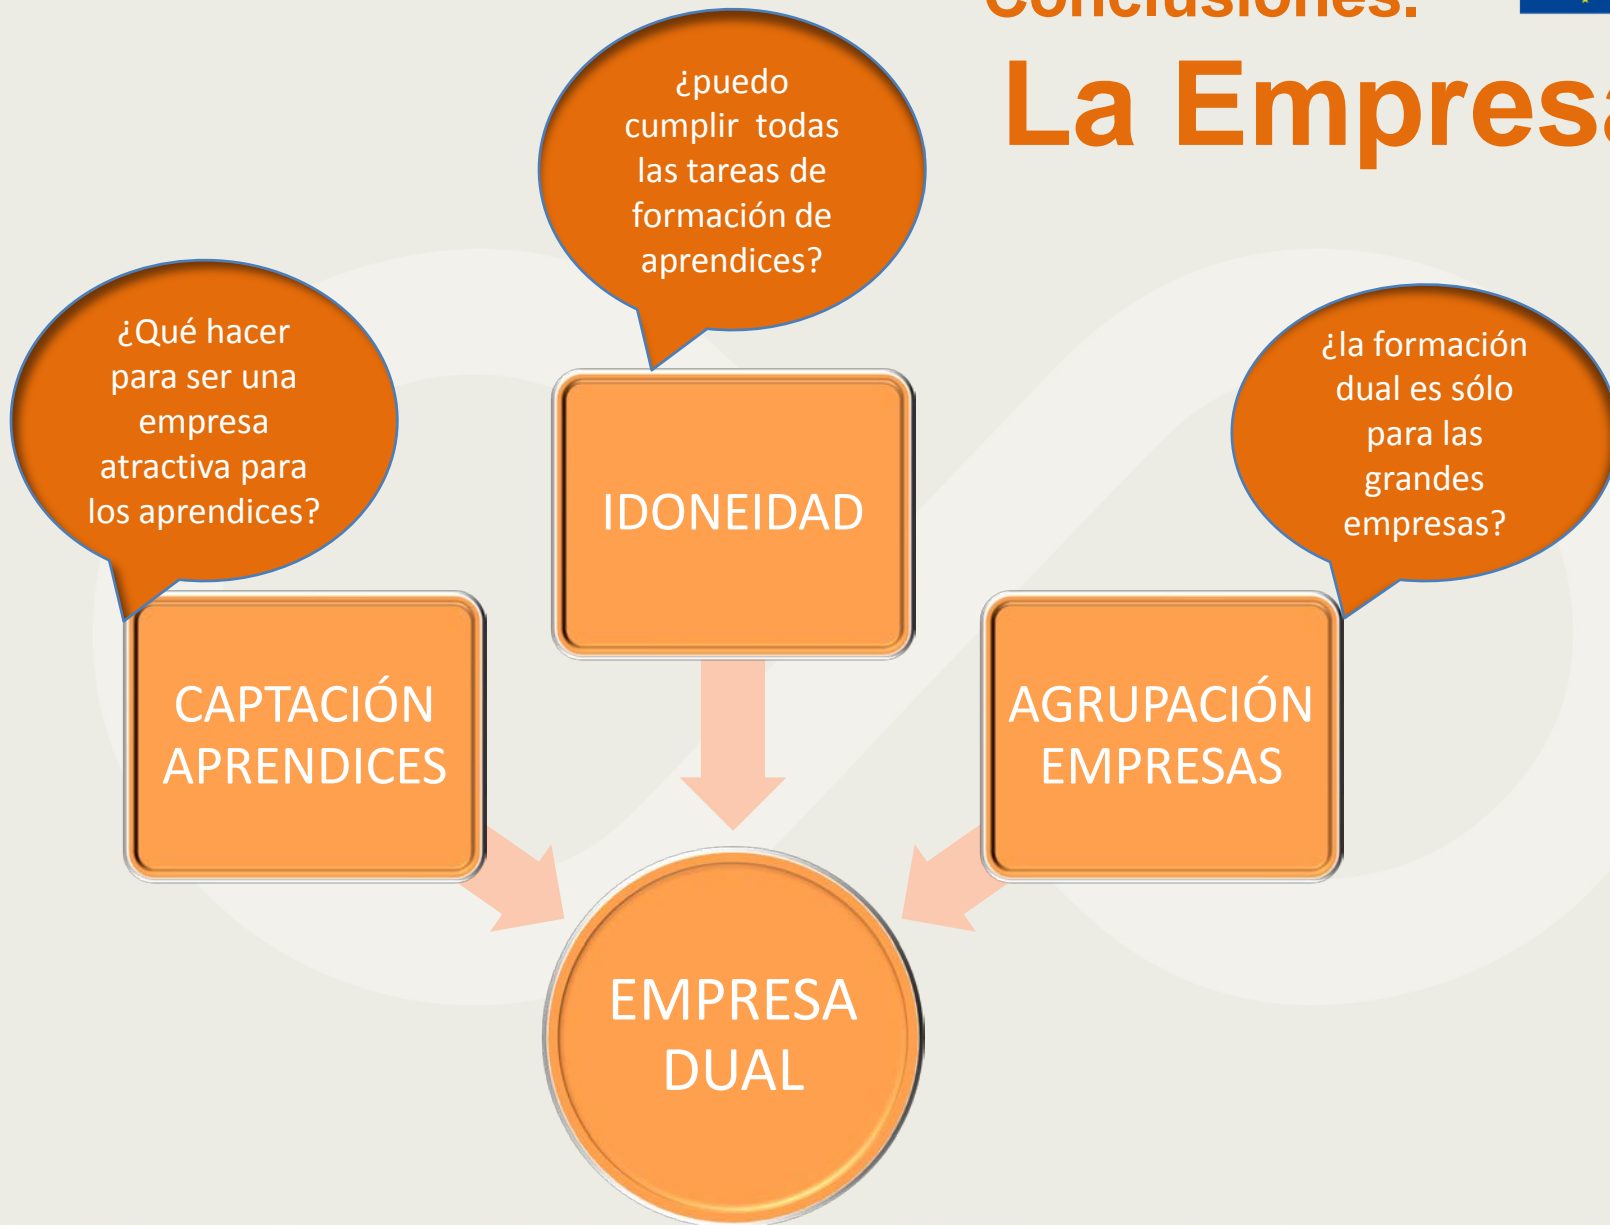 Conclusiones:
La Empresa
¿puedo
cumplir todas
las tareas de
formación de
aprendices?
¿Qué hacer
para ser una
empresa
atractiva para
los aprendices?
¿la formación
dual es sólo
para las
grandes
empresas?
IDONEIDAD
CAPTACIÓN
APRENDICES
AGRUPACIÓN
EMPRESAS
EMPRESA
DUAL